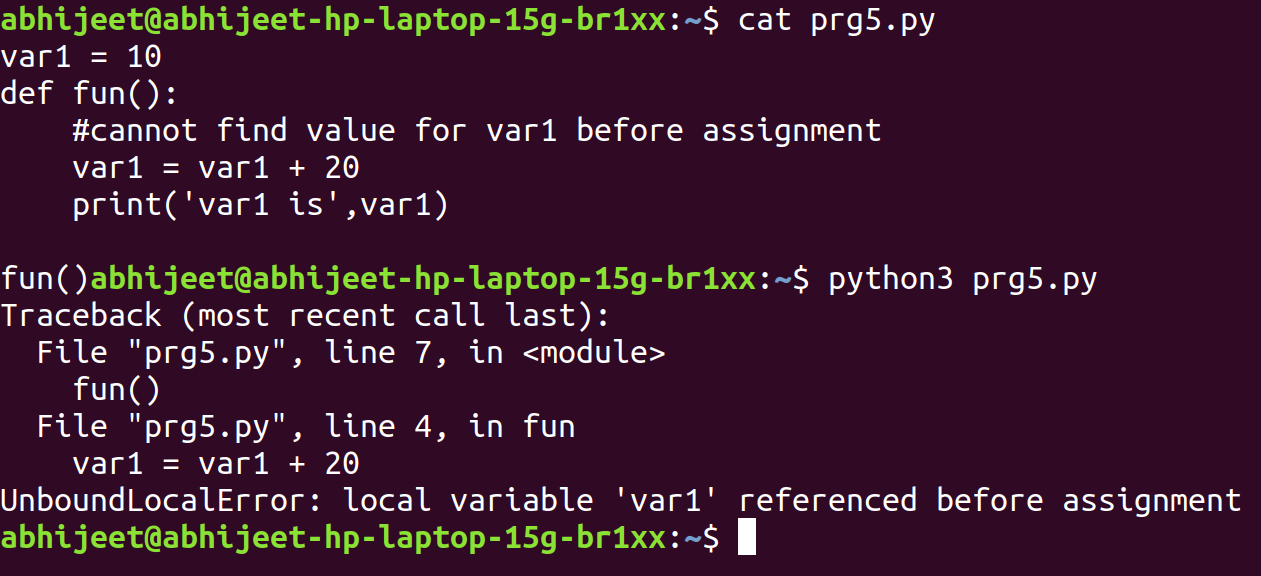 abhijeet@abhijeet-hp-laptop-15g-br1xx:~$ cat prg5.py
var1 = 10
def fun():
    #cannot find value for var1 before assignment
    var1 = var1 + 20
    print('var1 is',var1)

fun()abhijeet@abhijeet-hp-laptop-15g-br1xx:~$ python3 prg5.py
Traceback (most recent call last):
  File "prg5.py", line 7, in <module>
    fun()
  File "prg5.py", line 4, in fun
    var1 = var1 + 20
UnboundLocalError: local variable 'var1' referenced before assignment
abhijeet@abhijeet-hp-laptop-15g-br1xx:~$